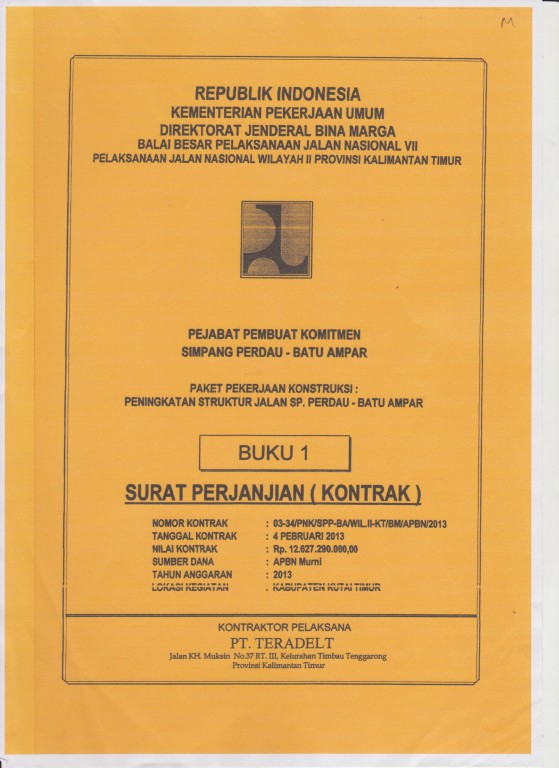 M
REPUBLIK INDONESIA
KEMENTERIAN PEKERJAAN UMUM
DIREKTORAT JENDERAL BINA MARGA
BALAI BESAR PELAKSANAAN JALAN NASIONAL VII
PELAKSANAAN JALAN NASIONAL WILAYAH II PROVINSI KALIMANTAN TIMUR
PEJABAT PEMBUAT KOMITMEN
SIMPANG PERDAU - BATU AMPAR
PAKET PEKERJAAN KONSTRUKSI :
PENINGKATAN STRUKTUR JALAN SP. PERDAU - BATU AMPAR
BUKU 1
SURAT PERJANJIAN ( KONTRAK )
NOMOR KONTRAK : 03-34/PNK/SPP-BA/WIL.II-KT/BM/APBN/2013
TANGGAL KONTRAK : 4 PEBRUARI 2013
NILAI KONTRAK : Rp. 12.627.290.000,00
SUMBER DANA : APBN Murni
TAHUN ANGGARAN : 2013
LOKASI KEGIATAN : KABUPATEN KUTAI TIMUR
KONTRAKTOR PELAKSANA
PT. TERADELT
Jalan KH. Muksin No.37 RT. III, Kelurahan Timbau Tenggarong
Provinsi Kalimantan Timur